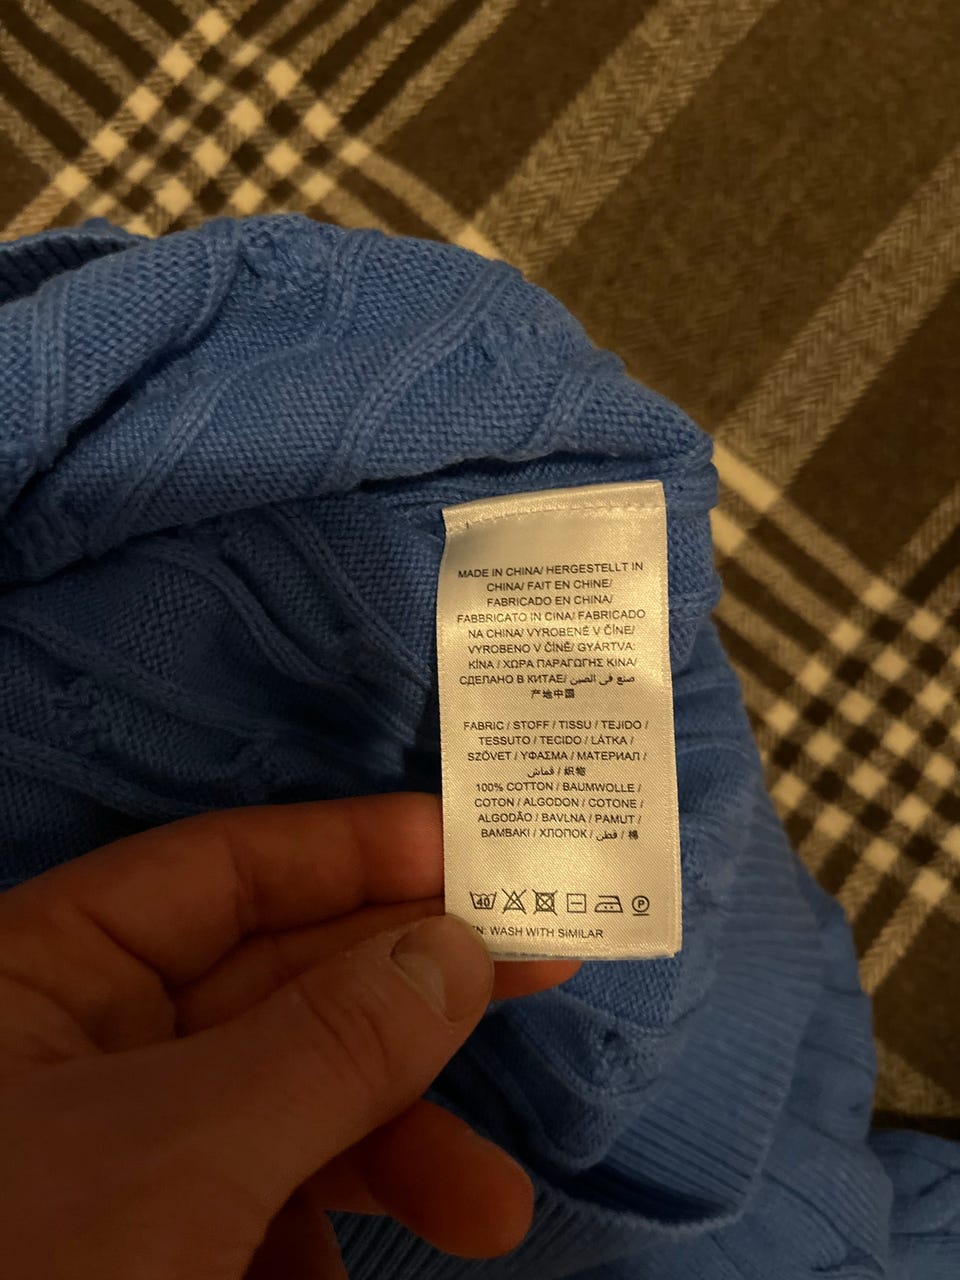 MADE IN CHINA/ HERGESTELLT IN
CHINA/ FAIT EN CHINE/
FABRICADO EN CHINA/
FABBRICATO IN CINA/ FABRICADO
NA CHINA/ VYROBENÉ V ČÍNE/
VYROBENO V ČÍNĚ/ GYÁRTVA:
KÍNA / ΧΩΡΑ ΠΑΡΑΓΩΓΗΣ ΚΙΝΑ/
СДЕЛАНО В КИТАЕ/ صنع في الصين
产地中国
FABRIC / STOFF / TISSU / TEJIDO /
TESSUTO / TECIDO / LÁTKA /
SZÖVET / ΥΦΑΣΜΑ / МАТЕРИАЛ /
قماش / 織物
100% COTTON / BAUMWOLLE /
COTON / ALGODON / COTONE /
ALGODÃO / BAVLNA / PAMUT /
BAMBAKI / ХЛОПОК / قطن / 棉
40 P
: WASH WITH SIMILAR